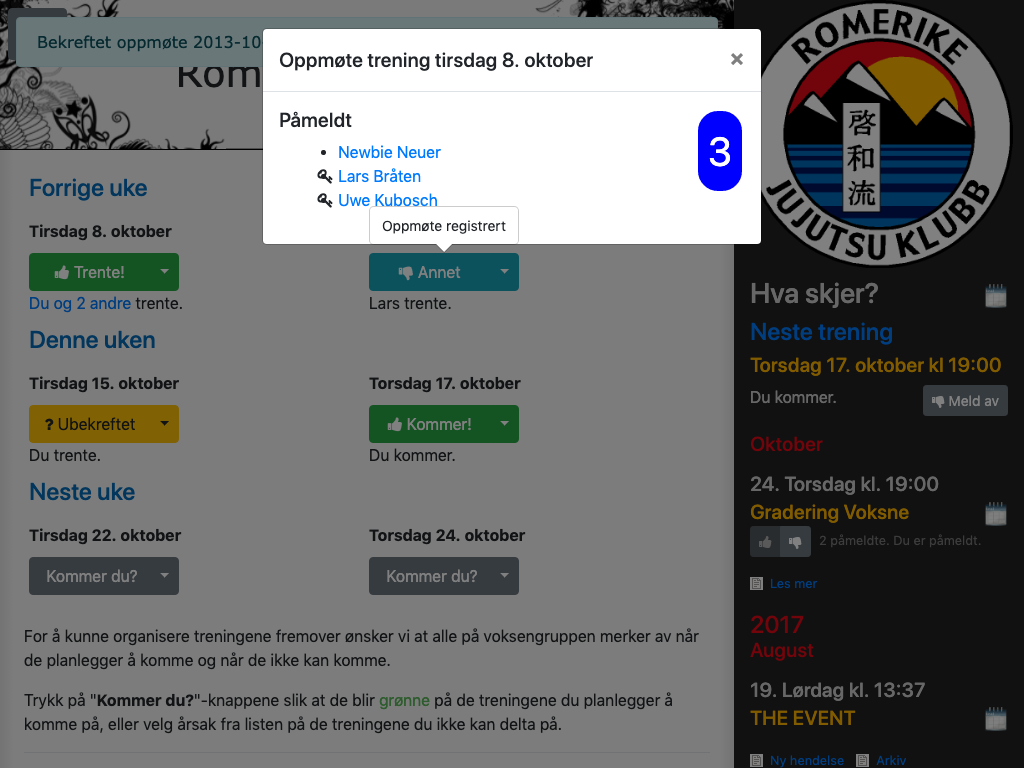 Bekreftet oppmøte 2013-10
Rom
Oppmøte trening tirsdag 8. oktober
×
Påmeldt
Newbie Neuer
Lars Bråten
Uwe Kubosch
3
Oppmøte registrert
Forrige uke
Tirsdag 8. oktober
Trente!
Annet
Du og 2 andre trente.
Lars trente.
Denne uken
Tirsdag 15. oktober
Torsdag 17. oktober
? Ubekreftet
Kommer!
Du trente.
Du kommer.
Neste uke
Tirsdag 22. oktober
Torsdag 24. oktober
Kommer du?
Kommer du?
For å kunne organisere treningene fremover ønsker vi at alle på voksengruppen merker av når
de planlegger å komme og når de ikke kan komme.
Trykk på "Kommer du?"-knappene slik at de blir grønne på de treningene du planlegger å
komme på, eller velg årsak fra listen på de treningene du ikke kan delta på.
ROMERIKE
啓和流
JUJUTSU KLUBB
Hva skjer?
Neste trening
Torsdag 17. oktober kl 19:00
Du kommer.
Meld av
Oktober
24. Torsdag kl. 19:00
Gradering Voksne
2 påmeldte. Du er påmeldt.
Les mer
2017
August
19. Lørdag kl. 13:37
THE EVENT
Ny hendelse
Arkiv